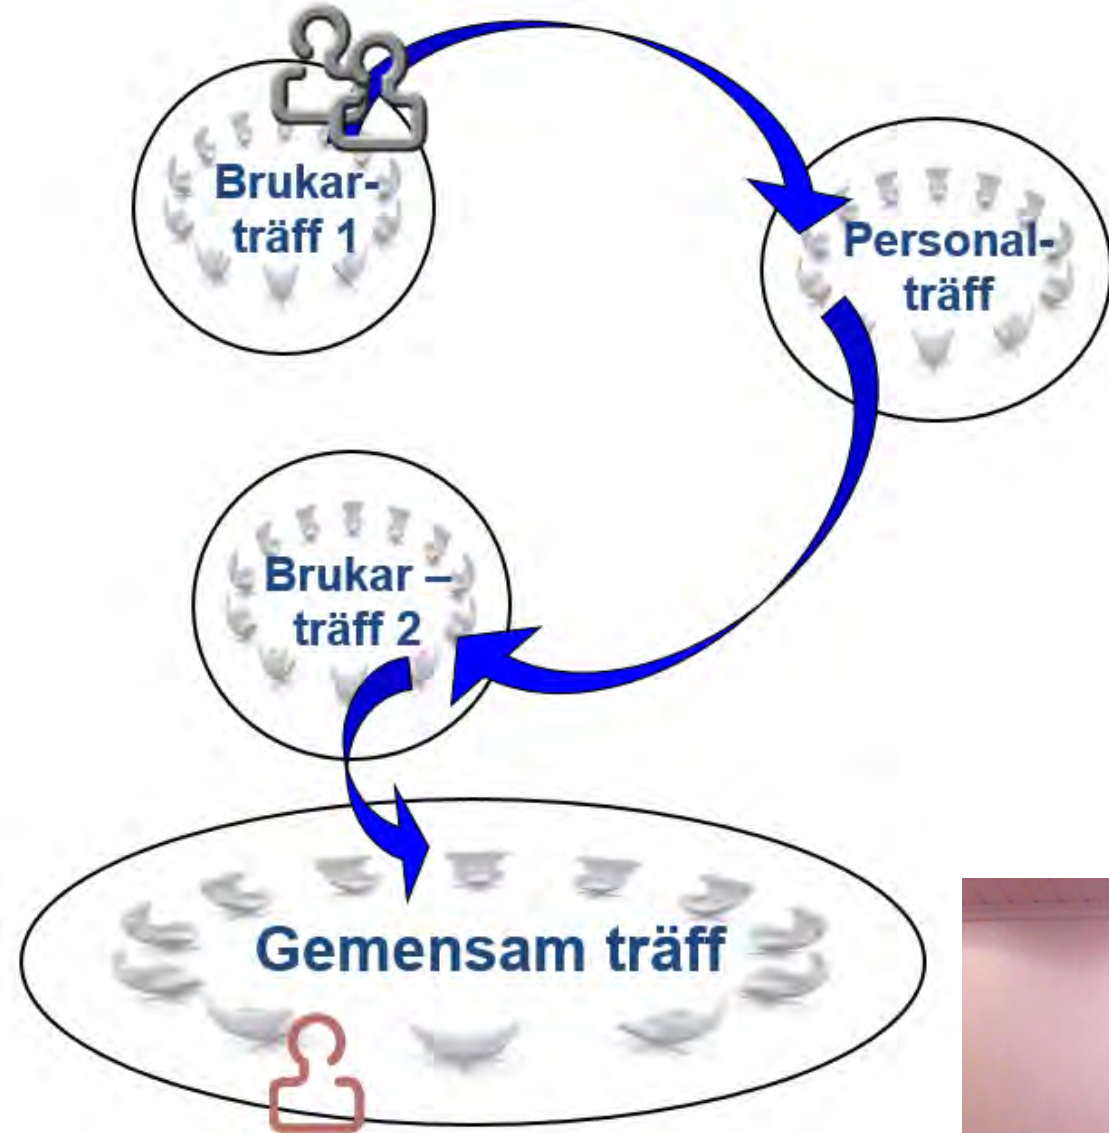 Brukar-
träff 1
Personal-
träff
Brukar –
träff 2
Gemensam träff